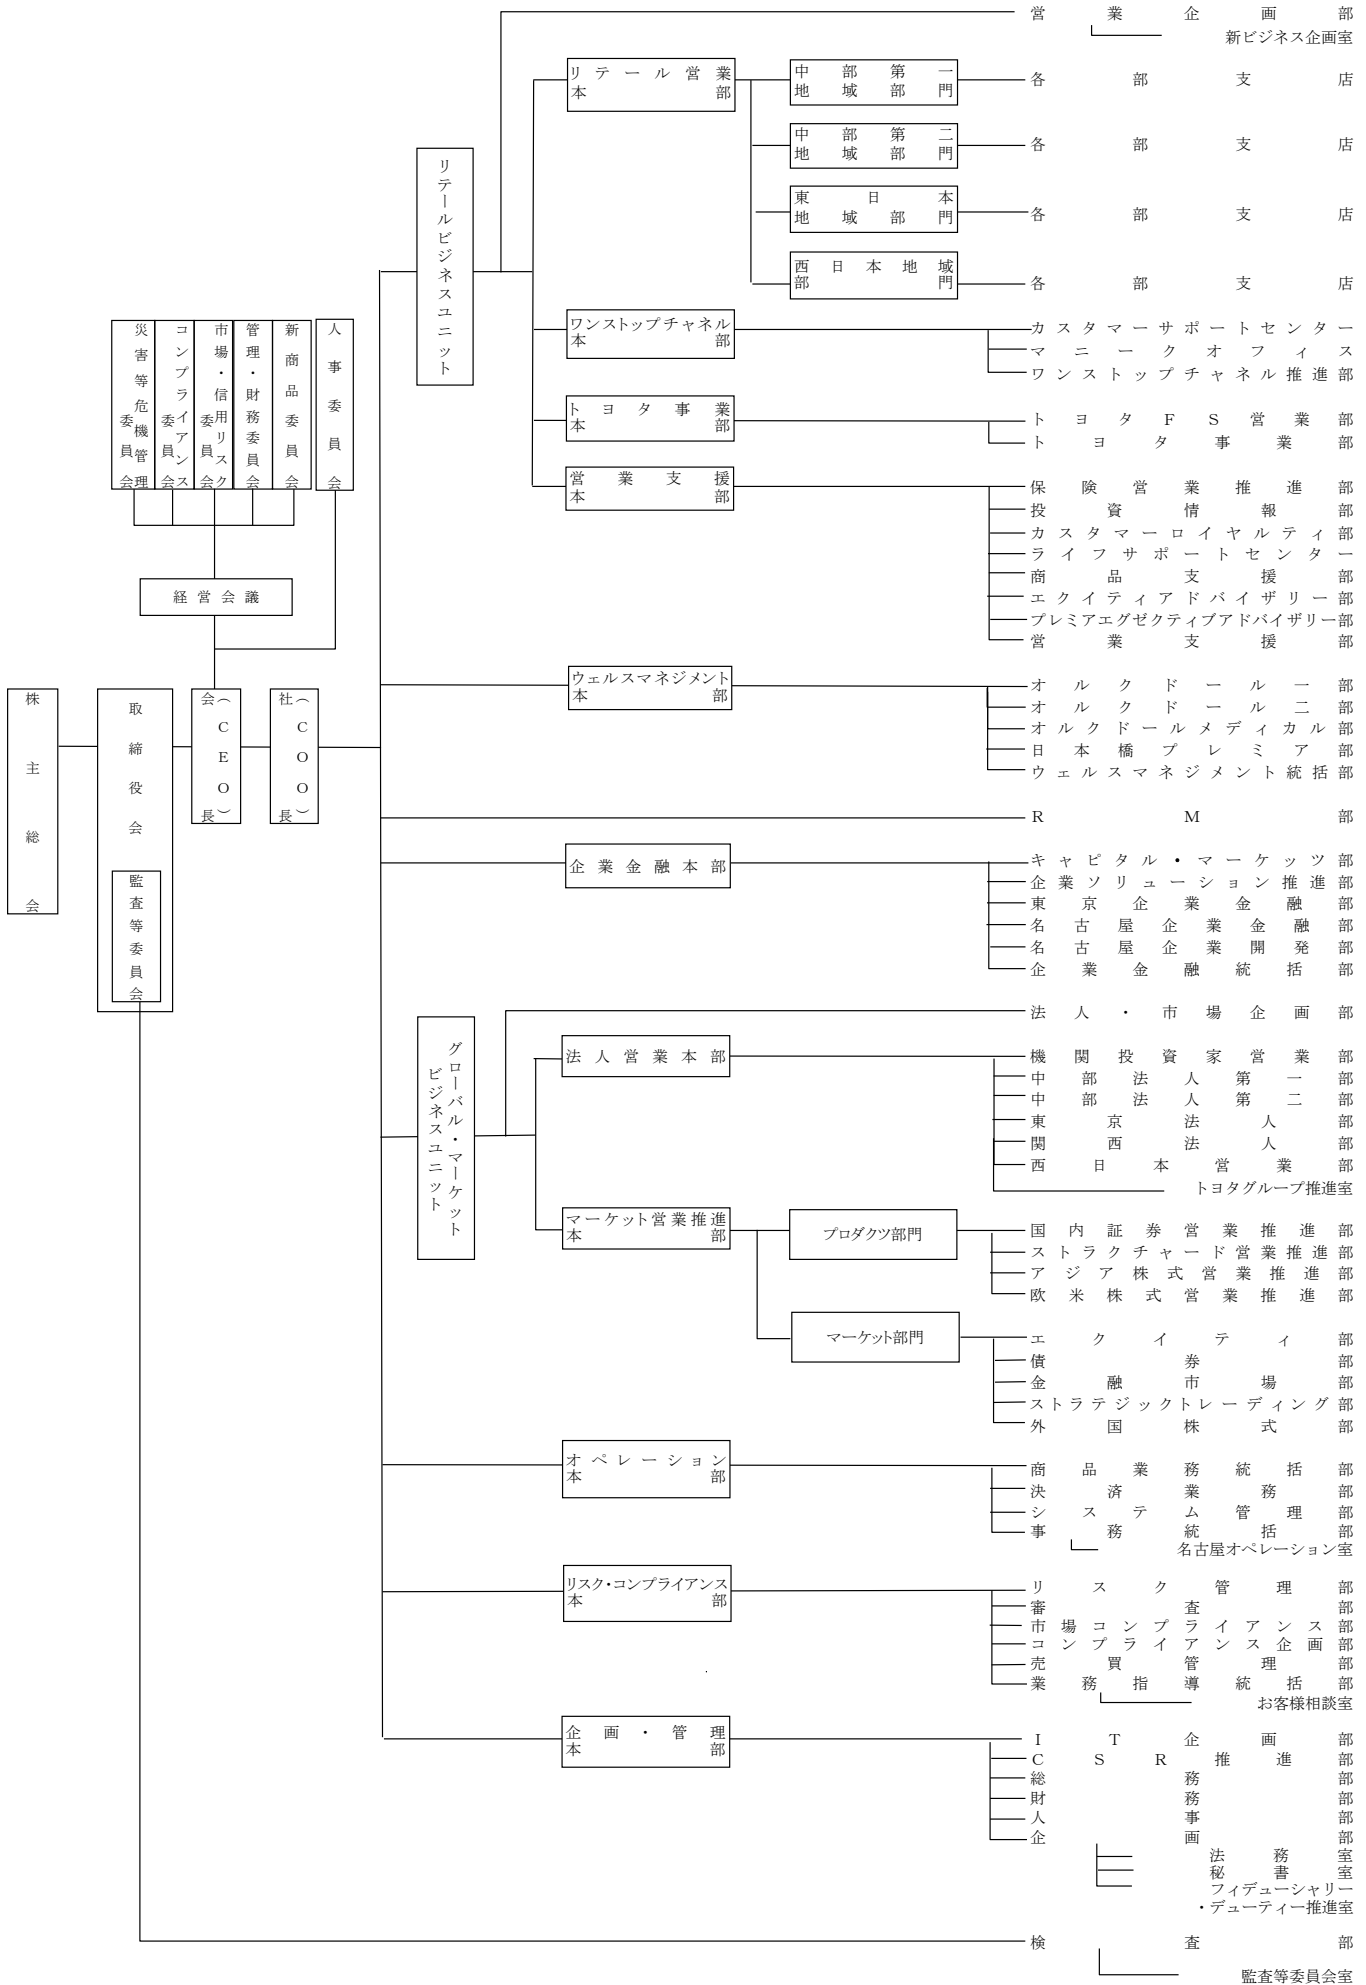 営業企画部
新ビジネス企画室
リテール営業
本部
中部第一
地域部門
各部支店
中部第二
地域部門
各部支店
東日本
地域部門
各部支店
西日本地域
部門
各部支店
リテールビジネスユニット
ワンストップチャネル
本部
カスタマーサポートセンター
マニークオフィス
ワンストップチャネル推進部
災害等危機管理
委員会
コンプライアンス
委員会
市場・信用リスク
委員会
管理・財務委員会
新商品委員会
人事委員会
トヨタ事業
本部
トヨタFS営業部
トヨタ事業部
営業支援
本部
保険営業推進部
投資情報部
カスタマーロイヤルティ部
ライフサポートセンター
商品支援部
エクイティアドバイザリー部
プレミアエグゼクティブアドバイザリー部
営業支援部
経営会議
株主総会
取締役会
監査等委員会
会長
(CEO)
社長
(COO)
ウェルスマネジメント
本部
オルクドール一部
オルクドール二部
オルクドールメディカル部
日本橋プレミア部
ウェルスマネジメント統括部
RM部
企業金融本部
キャピタル・マーケッツ部
企業ソリューション推進部
東京企業金融部
名古屋企業金融部
名古屋企業開発部
企業金融統括部
グローバル・マーケット
ビジネスユニット
法人・市場企画部
法人営業本部
機関投資家営業部
中部法人第一部
中部法人第二部
東京法人部
関西法人部
西日本営業部
トヨタグループ推進室
マーケット営業推進
本部
プロダクツ部門
国内証券営業推進部
ストラクチャード営業推進部
アジア株式営業推進部
欧米株式営業推進部
マーケット部門
エクイティ部
債券部
金融市場部
ストラテジックトレーディング部
外国株式部
オペレーション
本部
商品業務統括部
決済業務部
システム管理部
事務統括部
名古屋オペレーション室
リスク・コンプライアンス
本部
リスク管理部
審査部
市場コンプライアンス部
コンプライアンス企画部
売買管理部
業務指導統括部
お客様相談室
企画・管理
本部
IT企画部
CSR推進部
総務部
財務部
人事部
企画部
法務室
秘書室
フィデューシャリー
・デューティー推進室
検査部
監査等委員会室